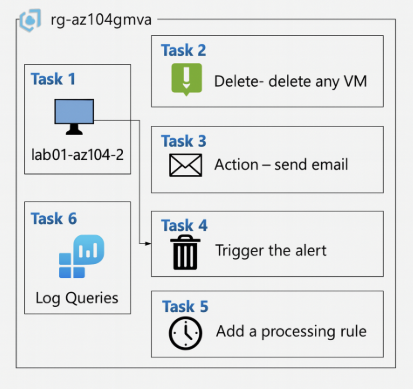 rg-az104gmva
Task 1
lab01-az104-2
Task 2
Delete- delete any VM
Task 3
Action – send email
Task 4
Trigger the alert
Task 6
Log Queries
Task 5
Add a processing rule